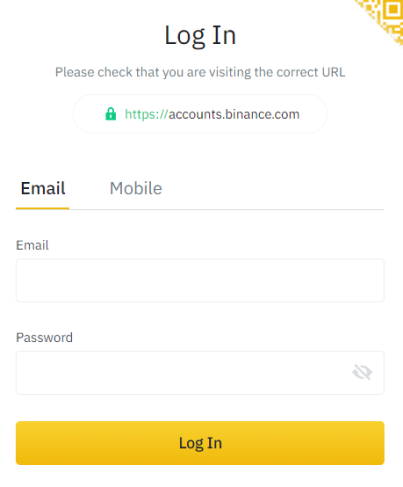 Log In
Please check that you are visiting the correct URL
https://accounts.binance.com
Email Mobile
Email
Password
Log In